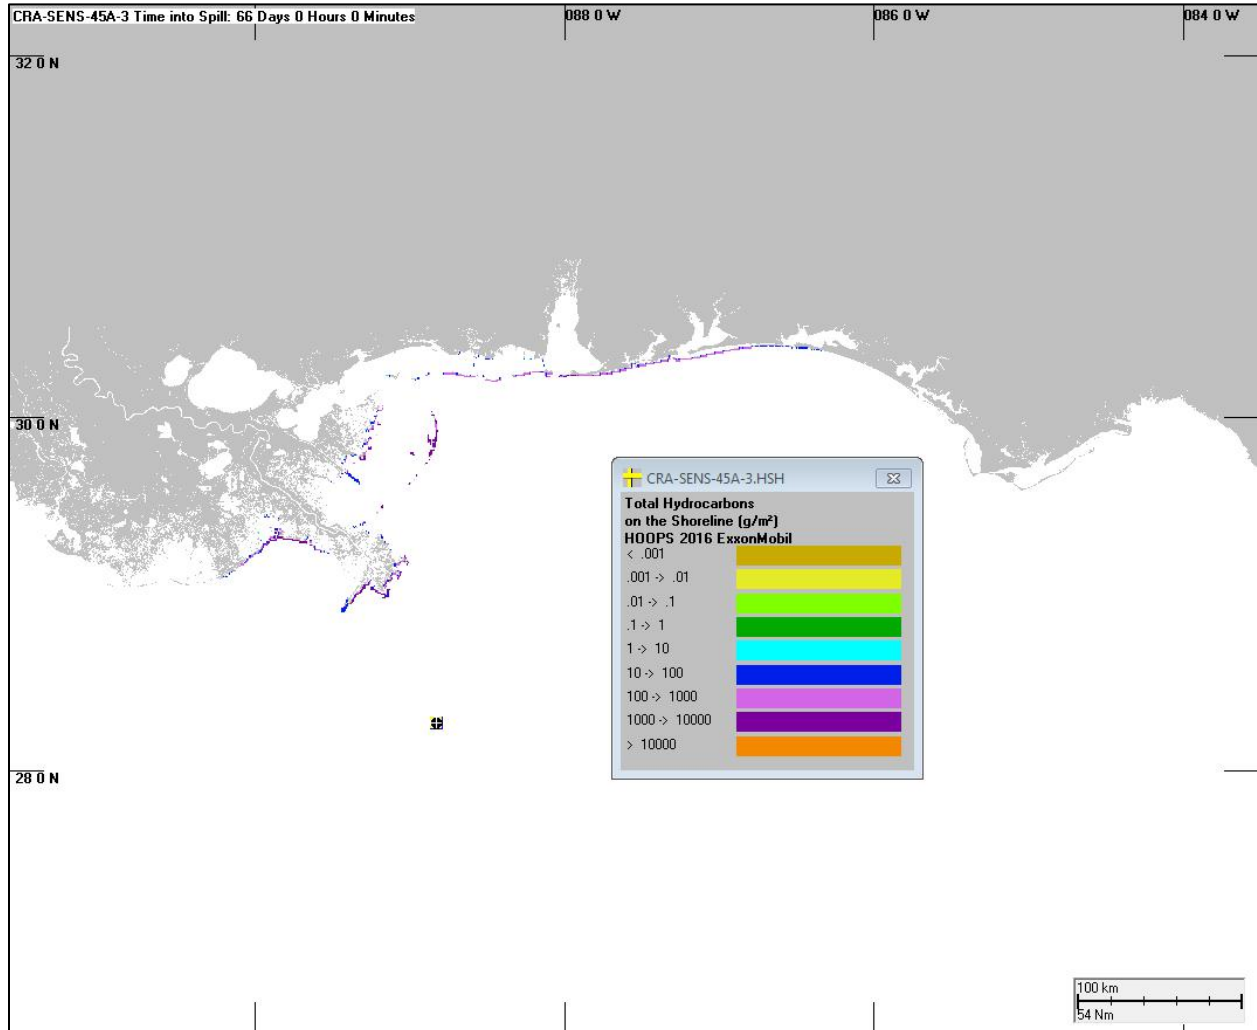 CRA-SENS-45A-3 Time into Spill: 66 Days 0 Hours 0 Minutes
088 0 W
086 0 W
084 0 W
32 0 N
30 0 N
28 0 N
CRA-SENS-45A-3.HSH
Total Hydrocarbons
on the Shoreline (g/m²)
HOOPS 2016 ExxonMobil
< .001
.001 -> .01
.01 -> .1
.1 -> 1
1 -> 10
10 -> 100
100 -> 1000
1000 -> 10000
> 10000
100 km
54 Nm